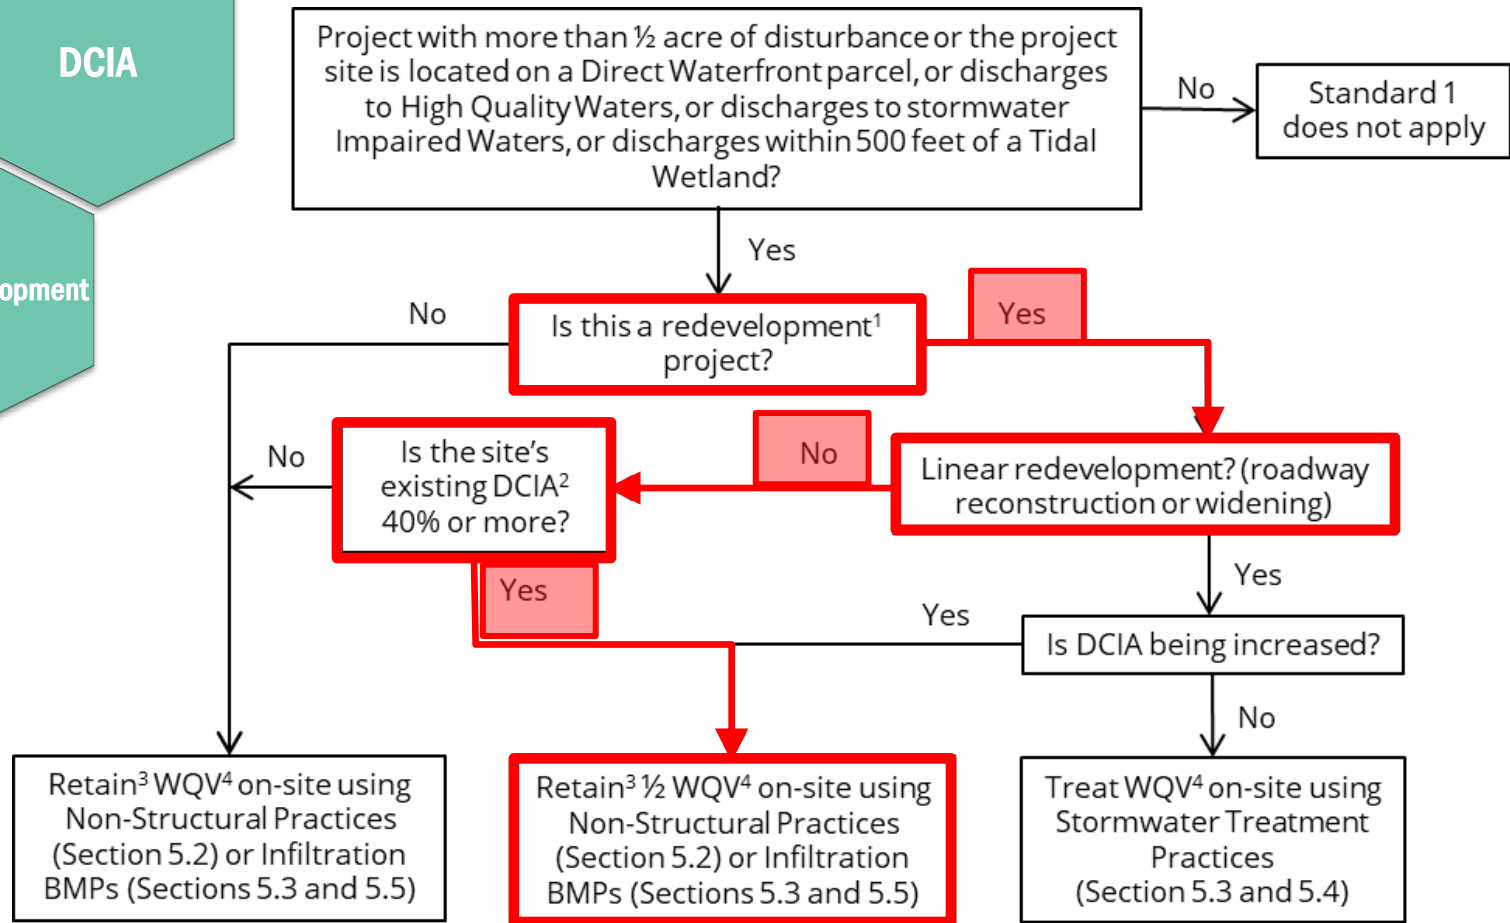 DCIA
opment
Project with more than ½ acre of disturbance or the project
site is located on a Direct Waterfront parcel, or discharges
to High Quality Waters, or discharges to stormwater
Impaired Waters, or discharges within 500 feet of a Tidal
Wetland?
No
Standard 1
does not apply
Yes
No
Is this a redevelopment¹
project?
Yes
No
Is the site’s
existing DCIA²
40% or more?
No
Linear redevelopment? (roadway
reconstruction or widening)
Yes
Yes
Yes
Is DCIA being increased?
No
Retain³ WQV⁴ on-site using
Non-Structural Practices
(Section 5.2) or Infiltration
BMPs (Sections 5.3 and 5.5)
Retain³ ½ WQV⁴ on-site using
Non-Structural Practices
(Section 5.2) or Infiltration
BMPs (Sections 5.3 and 5.5)
Treat WQV⁴ on-site using
Stormwater Treatment
Practices
(Section 5.3 and 5.4)